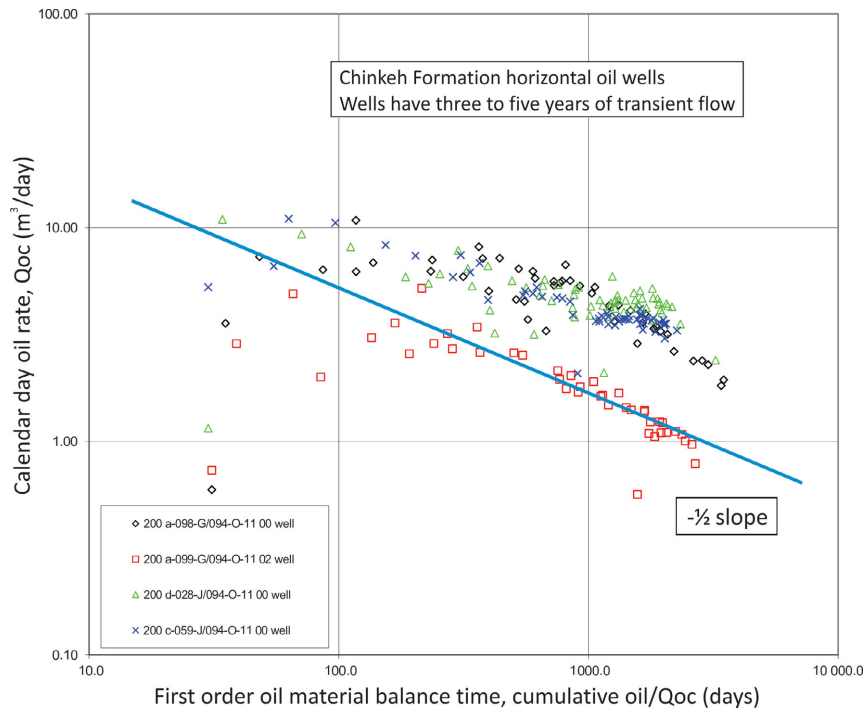 100.00
Chinkeh Formation horizontal oil wells
Wells have three to five years of transient flow
10.00
Calendar day oil rate, Qoc (m³/day)
1.00
-½ slope
200 a-098-G/094-O-11 00 well
200 a-099-G/094-O-11 02 well
200 d-028-J/094-O-11 00 well
200 c-059-J/094-O-11 00 well
0.10
10.0 100.0 1000.0 10 000.0
First order oil material balance time, cumulative oil/Qoc (days)